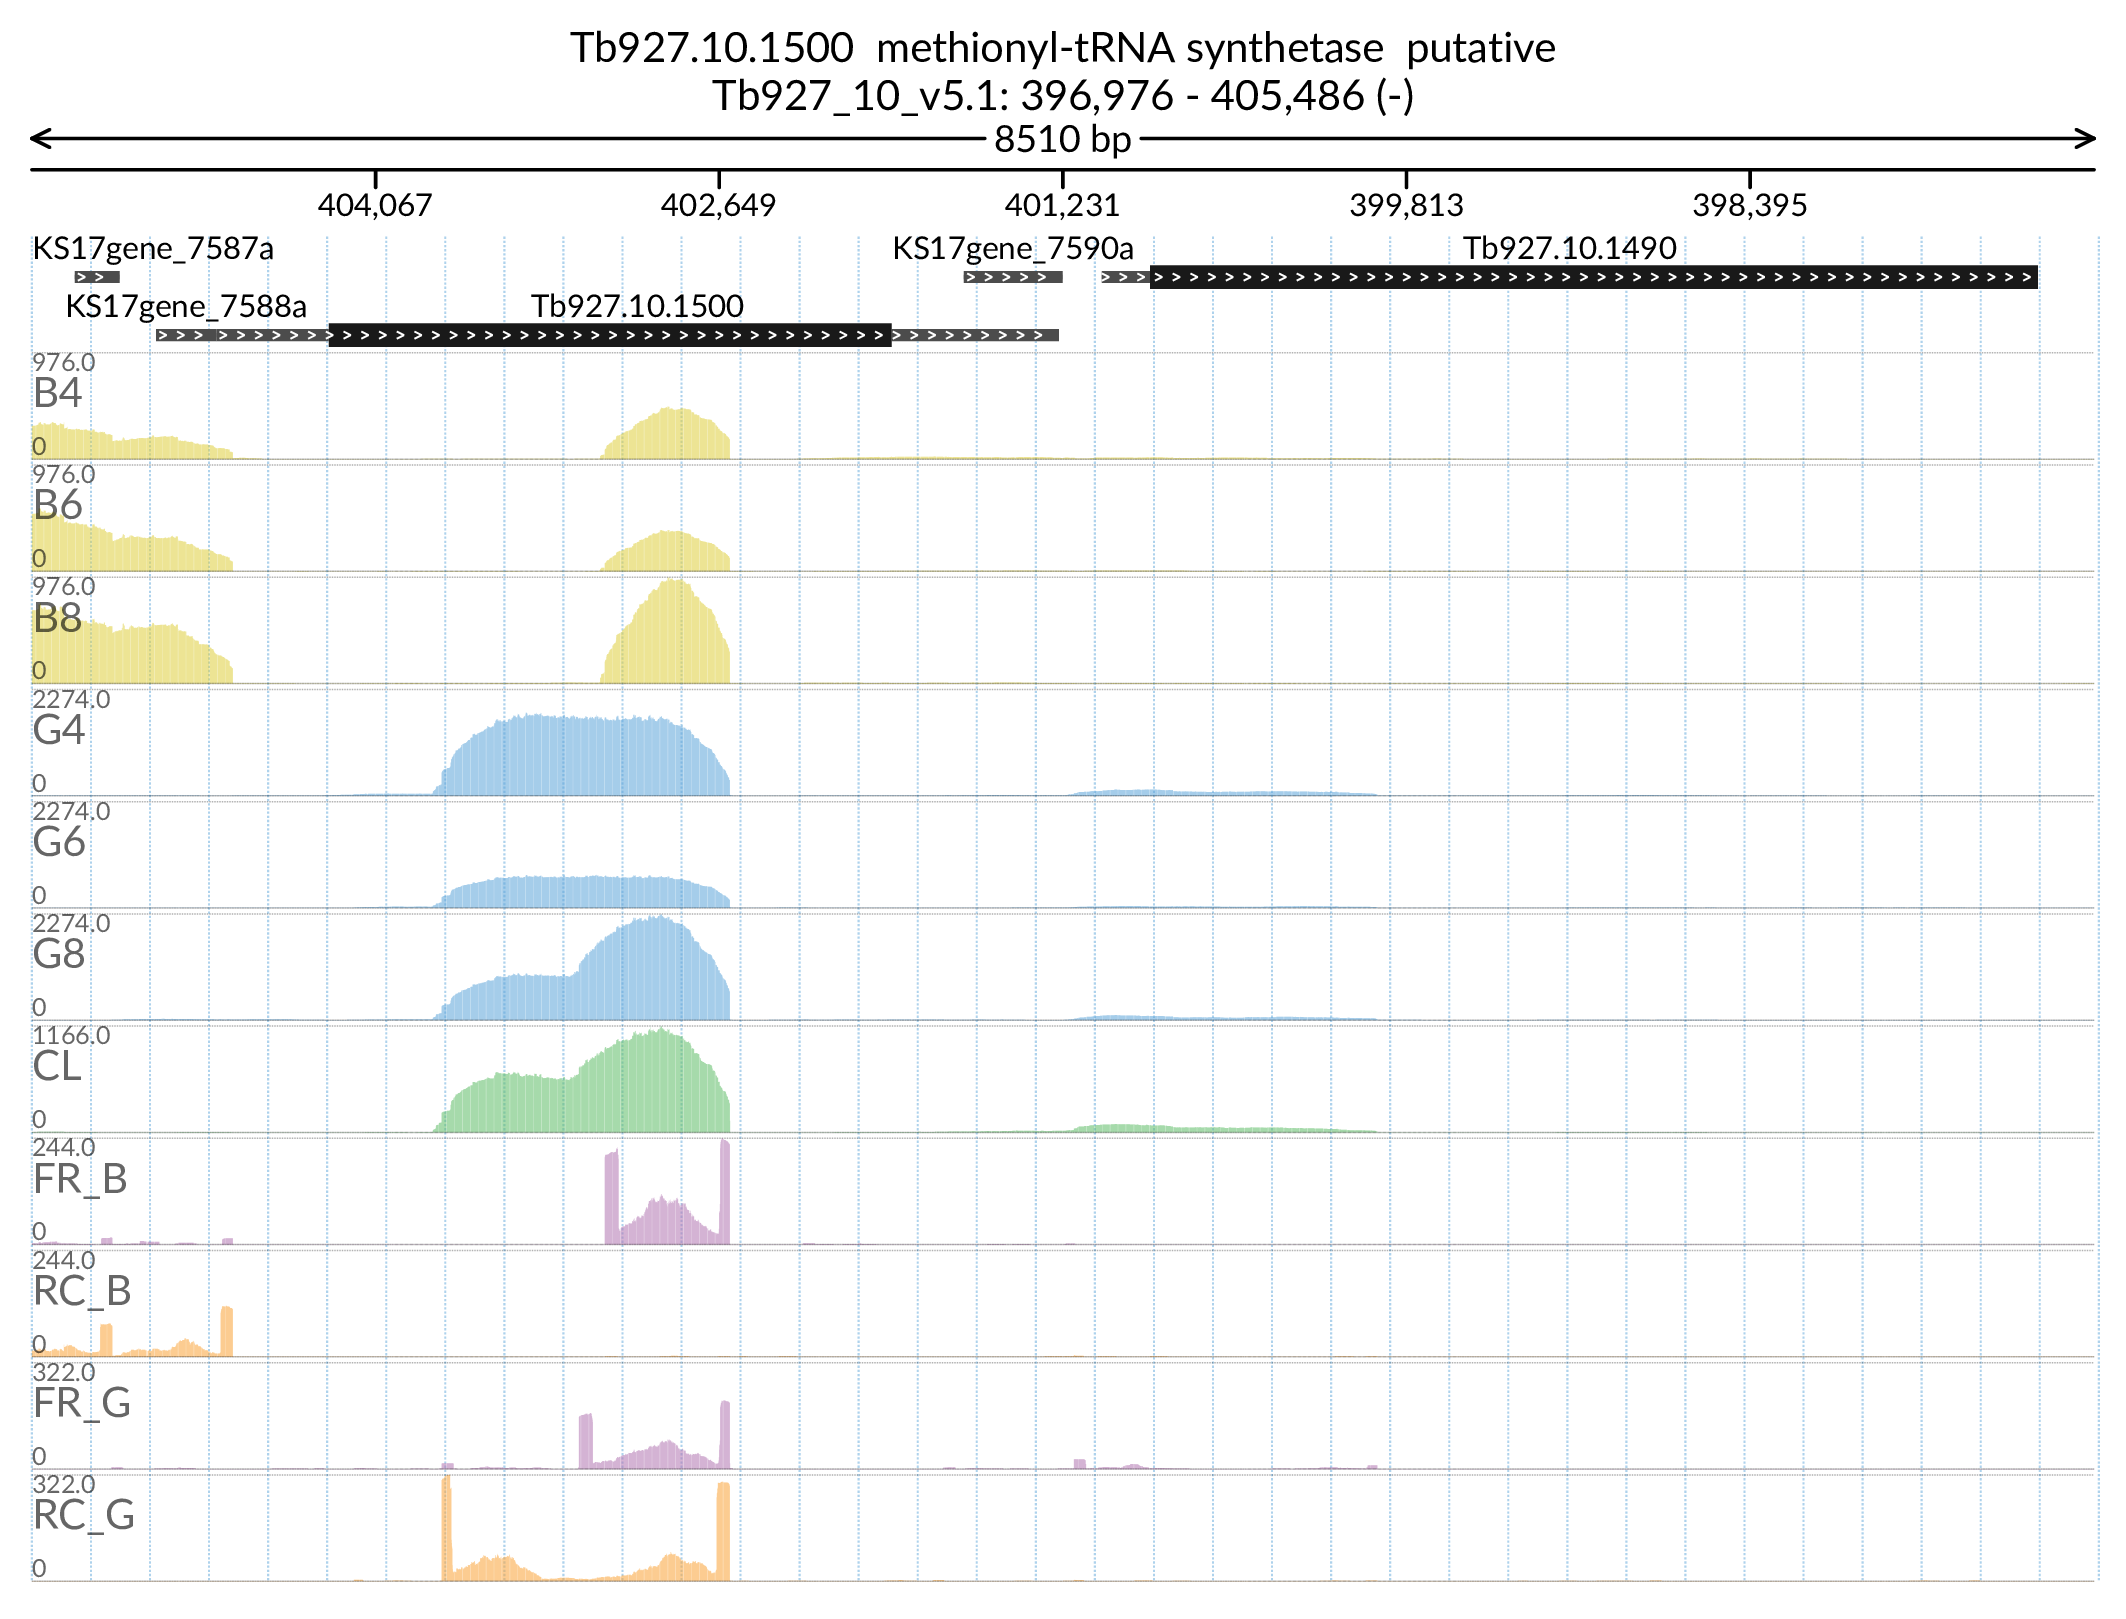 Tb927.10.1500  methionyl-tRNA synthetase  putative
Tb927_10_v5.1: 396,976 - 405,486 (-)
8510 bp
404,067 402,649 401,231 399,813 398,395
KS17gene_7587a KS17gene_7590a Tb927.10.1490
KS17gene_7588a Tb927.10.1500
976.0
B4
0
976.0
B6
0
976.0
B8
0
2274.0
G4
0
2274.0
G6
0
2274.0
G8
0
1166.0
CL
0
244.0
FR_B
0
244.0
RC_B
0
322.0
FR_G
0
322.0
RC_G
0